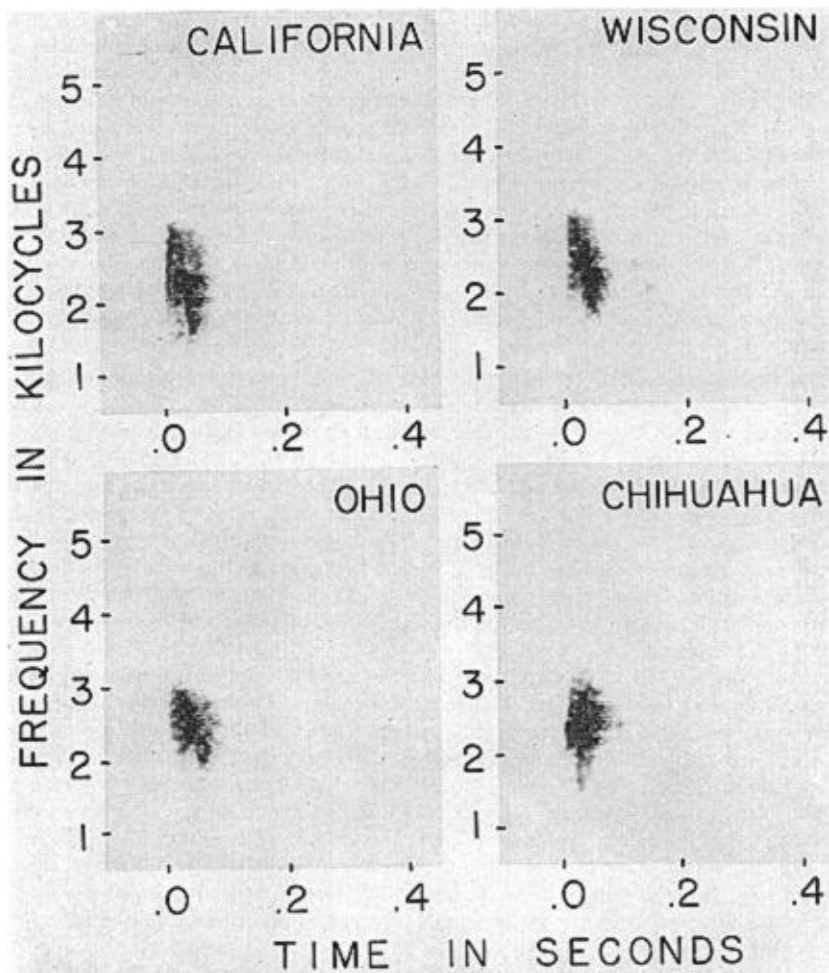 CALIFORNIA
5
4
3
2
1
.0 .2 .4
WISCONSIN
5
4
3
2
1
.0 .2 .4
OHIO
5
4
3
2
1
.0 .2 .4
CHIHUAHUA
5
4
3
2
1
.0 .2 .4
FREQUENCY IN KILOCYCLES
TIME IN SECONDS